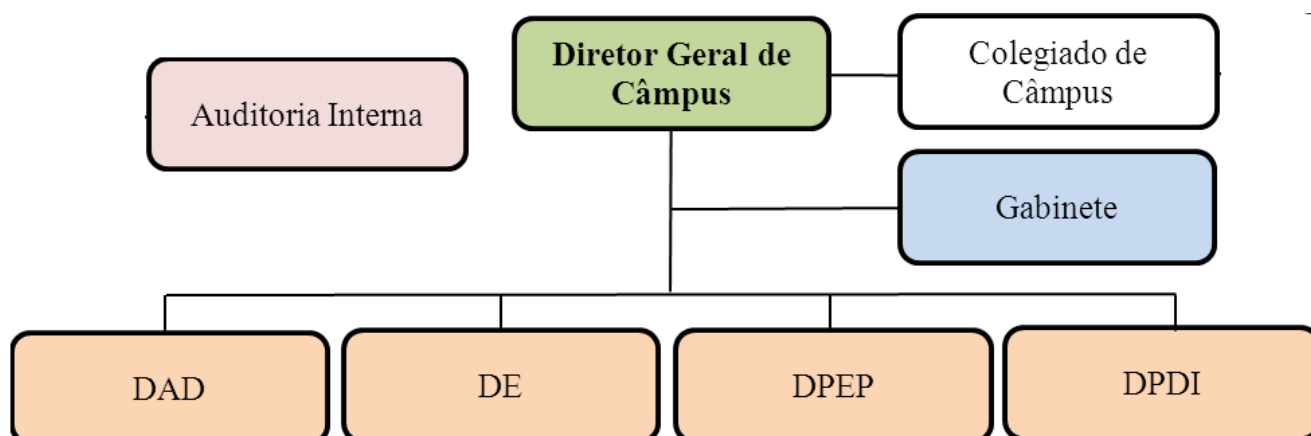 Diretor Geral de
Câmpus
Colegiado de
Câmpus
Auditoria Interna
Gabinete
DAD
DE
DPEP
DPDI